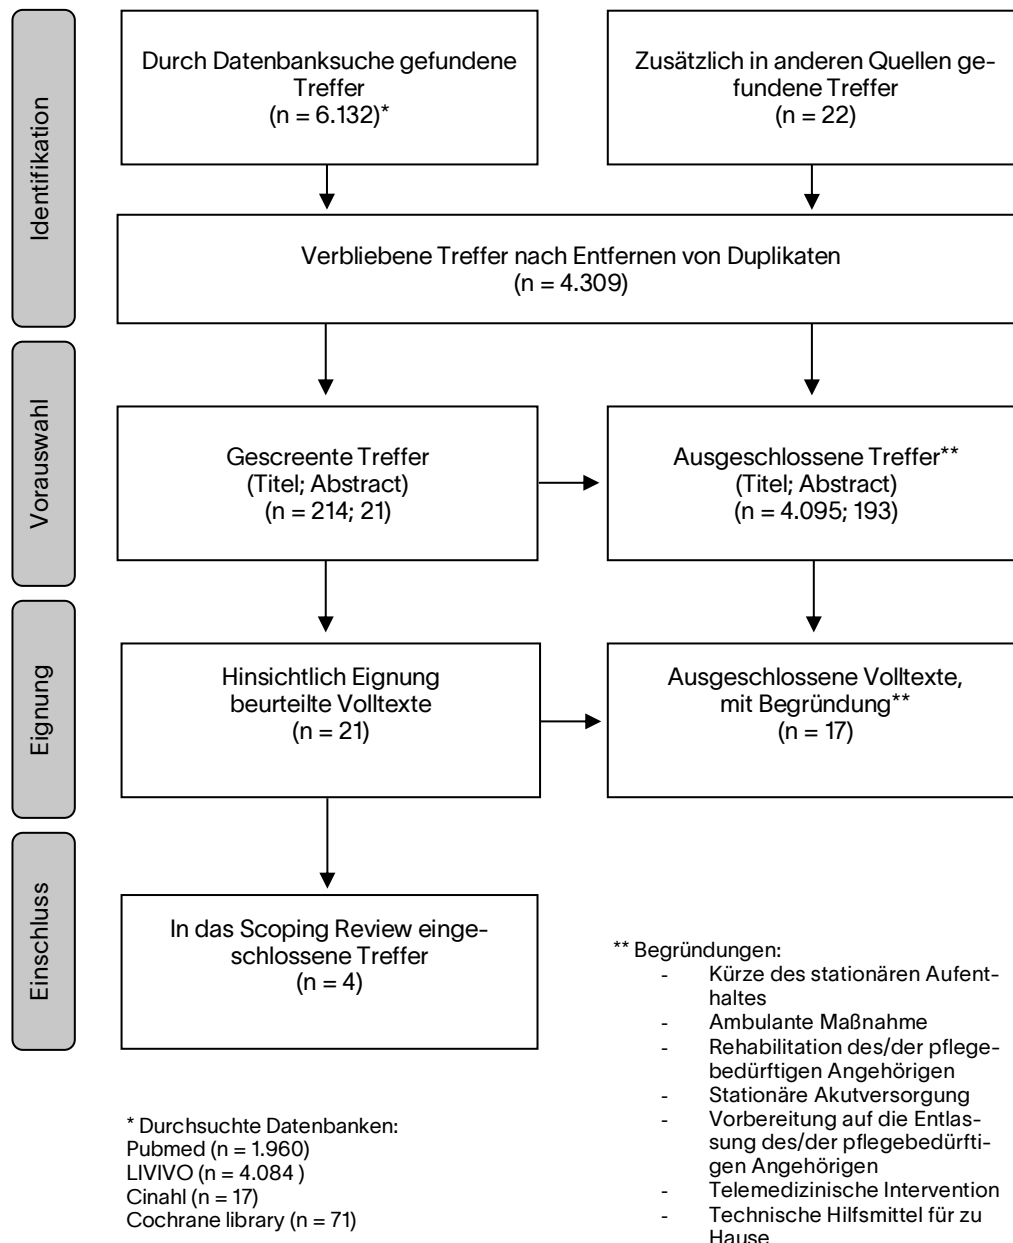 Identifikation
Durch Datenbanksuche gefundene
Treffer
(n = 6.132)*
Zusätzlich in anderen Quellen ge-
fundene Treffer
(n = 22)
Verbliebene Treffer nach Entfernen von Duplikaten
(n = 4.309)
Vorauswahl
Gescreente Treffer
(Titel; Abstract)
(n = 214; 21)
Ausgeschlossene Treffer**
(Titel; Abstract)
(n = 4.095; 193)
Eignung
Hinsichtlich Eignung
beurteilte Volltexte
(n = 21)
Ausgeschlossene Volltexte,
mit Begründung**
(n = 17)
Einschluss
In das Scoping Review einge-
schlossene Treffer
(n = 4)
* Durchsuchte Datenbanken:
Pubmed (n = 1.960)
LIVIVO (n = 4.084 )
Cinahl (n = 17)
Cochrane library (n = 71)
** Begründungen:
- Kürze des stationären Aufent-
haltes
- Ambulante Maßnahme
- Rehabilitation des/der pflege-
bedürftigen Angehörigen
- Stationäre Akutversorgung
- Vorbereitung auf die Entlas-
sung des/der pflegebedürfti-
gen Angehörigen
- Telemedizinische Intervention
- Technische Hilfsmittel für zu
Hause